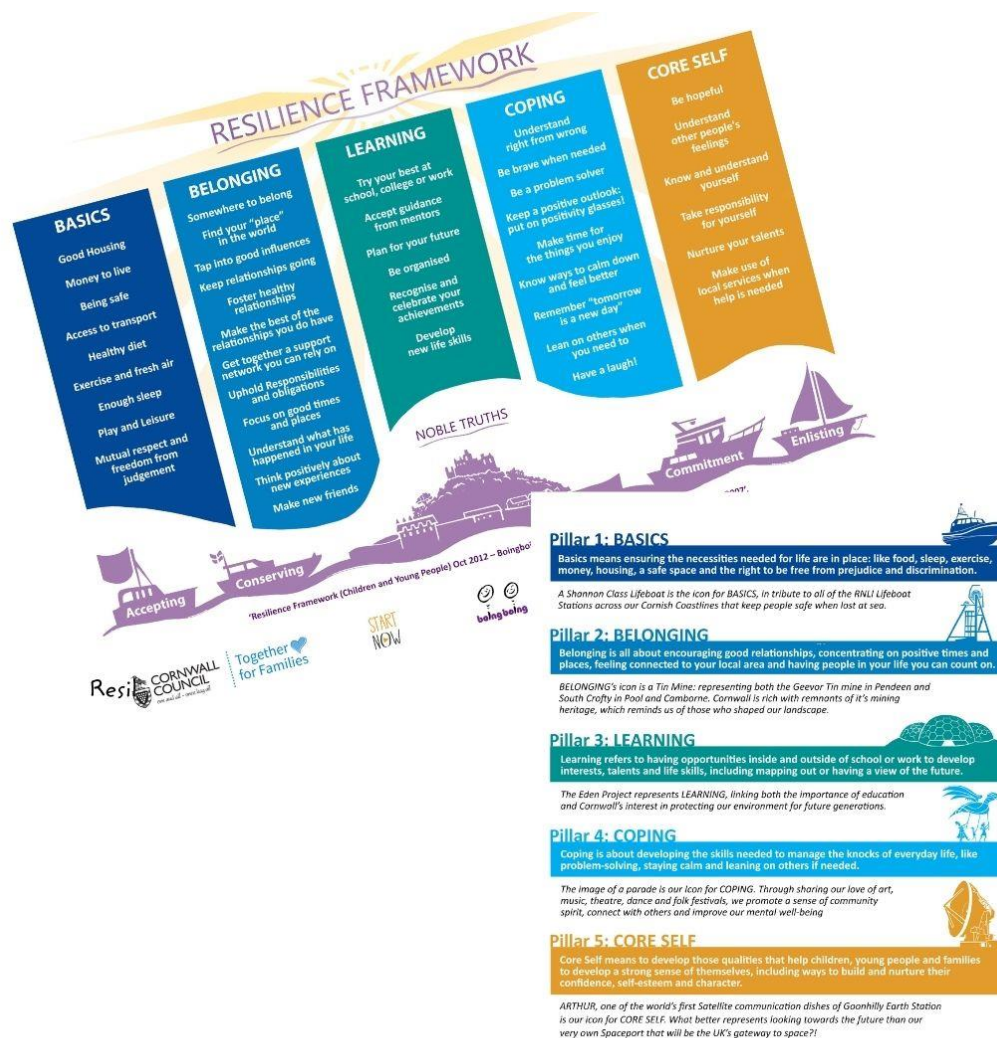 RESILIENCE FRAMEWORK
BASICS
Good Housing
Money to live
Being safe
Access to transport
Healthy diet
Exercise and fresh air
Enough sleep
Play and Leisure
Mutual respect and
freedom from
judgement
BELONGING
Somewhere to belong
Find your "place"
in the world
Tap into good influences
Keep relationships going
Foster healthy
relationships
Make the best of the
relationships you do have
Get together a support
network you can rely on
Uphold Responsibilities
and obligations
Focus on good times
and places
Understand what has
happened in your life
Think positively about
new experiences
Make new friends
LEARNING
Try your best at
school, college or work
Accept guidance
from mentors
Plan for your future
Be organised
Recognise and
celebrate your
achievements
Develop
new life skills
COPING
Understand
right from wrong
Be brave when needed
Be a problem solver
Keep a positive outlook:
put on positivity glasses!
Make time for
the things you enjoy
Know ways to calm down
and feel better
Remember "tomorrow
is a new day"
Lean on others when
you need to
Have a laugh!
CORE SELF
Be hopeful
Understand
other people's
feelings
Know and understand
yourself
Take responsibility
for yourself
Nurture your talents
Make use of
local services when
help is needed
NOBLE TRUTHS
Accepting
Conserving
Commitment
Enlisting
'Resilience Framework (Children and Young People) Oct 2012 – Boingboi
START
NOW
boingboing
Resil
CORNWALL
COUNCIL
Together
for Families
Pillar 1: BASICS
Basics means ensuring the necessities needed for life are in place: like food, sleep, exercise,
money, housing, a safe space and the right to be free from prejudice and discrimination.
A Shannon Class Lifeboat is the icon for BASICS, in tribute to all of the RNLI Lifeboat
Stations across our Cornish Coastlines that keep people safe when lost at sea.
Pillar 2: BELONGING
Belonging is all about encouraging good relationships, concentrating on positive times and
places, feeling connected to your local area and having people in your life you can count on.
BELONGING's icon is a Tin Mine: representing both the Geevor Tin mine in Pendeen and
South Crofty in Pool and Camborne. Cornwall is rich with remnants of it's mining
heritage, which reminds us of those who shaped our landscape.
Pillar 3: LEARNING
Learning refers to having opportunities inside and outside of school or work to develop
interests, talents and life skills, including mapping out or having a view of the future.
The Eden Project represents LEARNING, linking both the importance of education
and Cornwall's interest in protecting our environment for future generations.
Pillar 4: COPING
Coping is about developing the skills needed to manage the knocks of everyday life, like
problem-solving, staying calm and leaning on others if needed.
The image of a parade is our Icon for COPING. Through sharing our love of art,
music, theatre, dance and folk festivals, we promote a sense of community
spirit, connect with others and improve our mental well-being
Pillar 5: CORE SELF
Core Self means to develop those qualities that help children, young people and families
to develop a strong sense of themselves, including ways to build and nurture their
confidence, self-esteem and character.
ARTHUR, one of the world's first Satellite communication dishes of Goonhilly Earth Station
is our icon for CORE SELF. What better represents looking towards the future than our
very own Spaceport that will be the UK's gateway to space?!